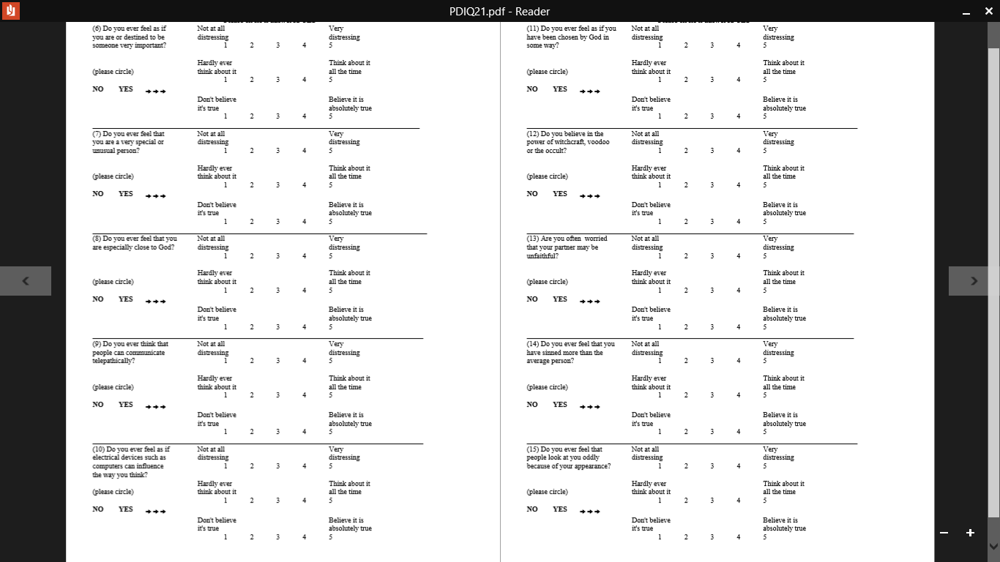 PDIQ21.pdf - Reader
(6) Do you ever feel as if Not at all Very
you are or destined to be distressing distressing
someone very important? 1 2 3 4 5
Hardly ever Think about it
(please circle) think about it all the time
1 2 3 4 5
NO YES →→→
Don't believe Believe it is
it's true absolutely true
1 2 3 4 5
(7) Do you ever feel that Not at all Very
you are a very special or distressing distressing
unusual person? 1 2 3 4 5
Hardly ever Think about it
(please circle) think about it all the time
1 2 3 4 5
NO YES →→→
Don't believe Believe it is
it's true absolutely true
1 2 3 4 5
(8) Do you ever feel that you Not at all Very
are especially close to God? distressing distressing
1 2 3 4 5
Hardly ever Think about it
(please circle) think about it all the time
1 2 3 4 5
NO YES →→→
Don't believe Believe it is
it's true absolutely true
1 2 3 4 5
(9) Do you ever think that Not at all Very
people can communicate distressing distressing
telepathically? 1 2 3 4 5
Hardly ever Think about it
(please circle) think about it all the time
1 2 3 4 5
NO YES →→→
Don't believe Believe it is
it's true absolutely true
1 2 3 4 5
(10) Do you ever feel as if Not at all Very
electrical devices such as distressing distressing
computers can influence 1 2 3 4 5
the way you think?
Hardly ever Think about it
(please circle) think about it all the time
1 2 3 4 5
NO YES →→→
Don't believe Believe it is
it's true absolutely true
1 2 3 4 5
(11) Do you ever feel as if you Not at all Very
have been chosen by God in distressing distressing
some way? 1 2 3 4 5
Hardly ever Think about it
(please circle) think about it all the time
1 2 3 4 5
NO YES →→→
Don't believe Believe it is
it's true absolutely true
1 2 3 4 5
(12) Do you believe in the Not at all Very
power of witchcraft, voodoo distressing distressing
or the occult? 1 2 3 4 5
Hardly ever Think about it
(please circle) think about it all the time
1 2 3 4 5
NO YES →→→
Don't believe Believe it is
it's true absolutely true
1 2 3 4 5
(13) Are you often worried Not at all Very
that your partner may be distressing distressing
unfaithful? 1 2 3 4 5
Hardly ever Think about it
(please circle) think about it all the time
1 2 3 4 5
NO YES →→→
Don't believe Believe it is
it's true absolutely true
1 2 3 4 5
(14) Do you ever feel that you Not at all Very
have sinned more than the distressing distressing
average person? 1 2 3 4 5
Hardly ever Think about it
(please circle) think about it all the time
1 2 3 4 5
NO YES →→→
Don't believe Believe it is
it's true absolutely true
1 2 3 4 5
(15) Do you ever feel that Not at all Very
people look at you oddly distressing distressing
because of your appearance? 1 2 3 4 5
Hardly ever Think about it
(please circle) think about it all the time
1 2 3 4 5
NO YES →→→
Don't believe Believe it is
it's true absolutely true
1 2 3 4 5